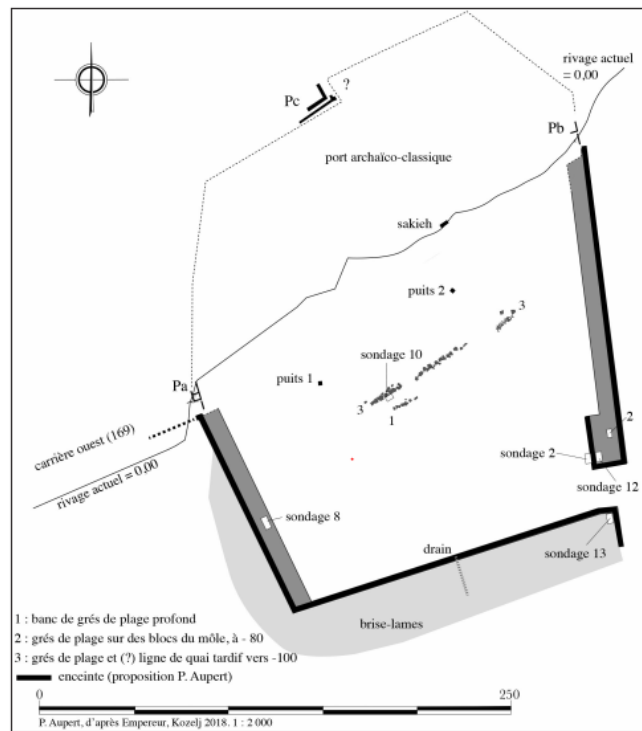 rivage actuel
= 0,00
?
Pc
Pb
port archaïco-classique
sakieh
puits 2
3
sondage 10
Pa
puits 1
3
1
2
carrière ouest (169)
sondage 2
rivage actuel = 0,00
sondage 12
sondage 8
drain
sondage 13
brise-lames
1 : banc de grés de plage profond
2 : grés de plage sur des blocs du môle, à - 80
3 : grés de plage et (?) ligne de quai tardif vers -100
enceinte (proposition P. Aupert)
0 250
P. Aupert, d'après Empereur, Kozelj 2018. 1 : 2 000